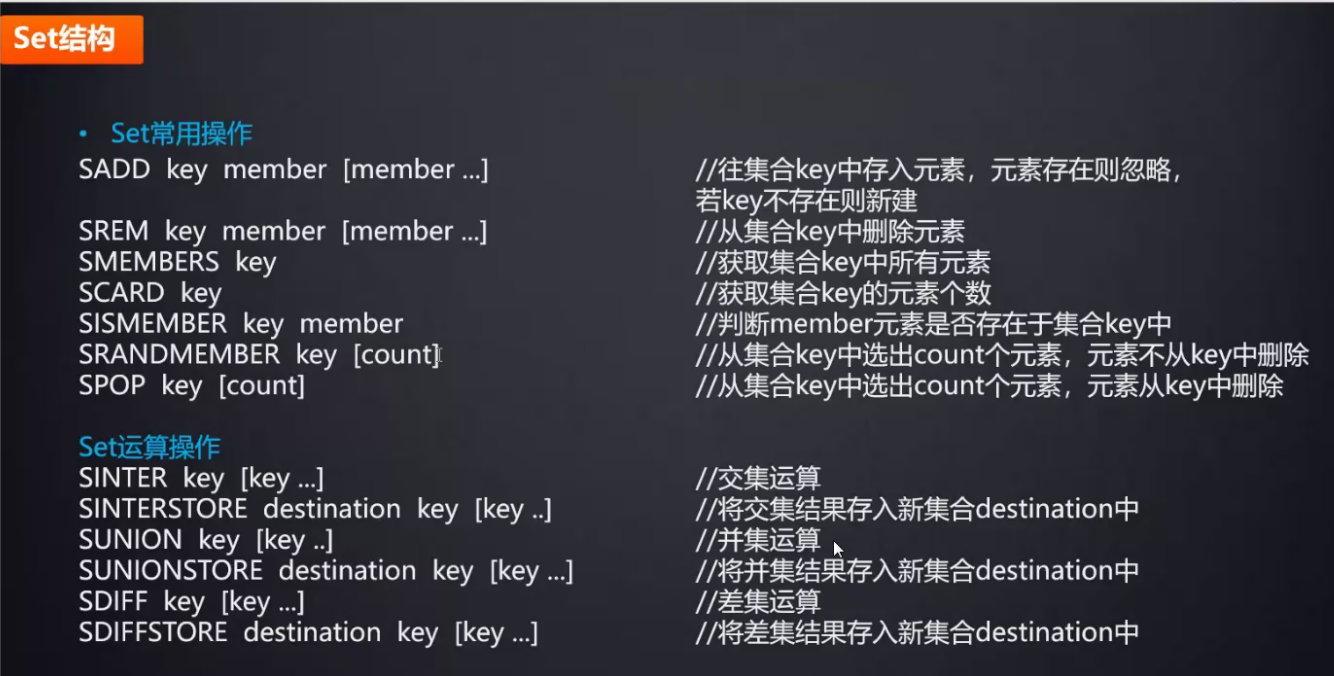 Set结构
• Set常用操作
SADD key member [member ...] //往集合key中存入元素，元素存在则忽略，
若key不存在则新建
SREM key member [member ...] //从集合key中删除元素
SMEMBERS key //获取集合key中所有元素
SCARD key //获取集合key的元素个数
SISMEMBER key member //判断member元素是否存在于集合key中
SRANDMEMBER key [count] //从集合key中选出count个元素，元素不从key中删除
SPOP key [count] //从集合key中选出count个元素，元素从key中删除
Set运算操作
SINTER key [key ...] //交集运算
SINTERSTORE destination key [key ..] //将交集结果存入新集合destination中
SUNION key [key ..] //并集运算
SUNIONSTORE destination key [key ...] //将并集结果存入新集合destination中
SDIFF key [key ...] //差集运算
SDIFFSTORE destination key [key ...] //将差集结果存入新集合destination中